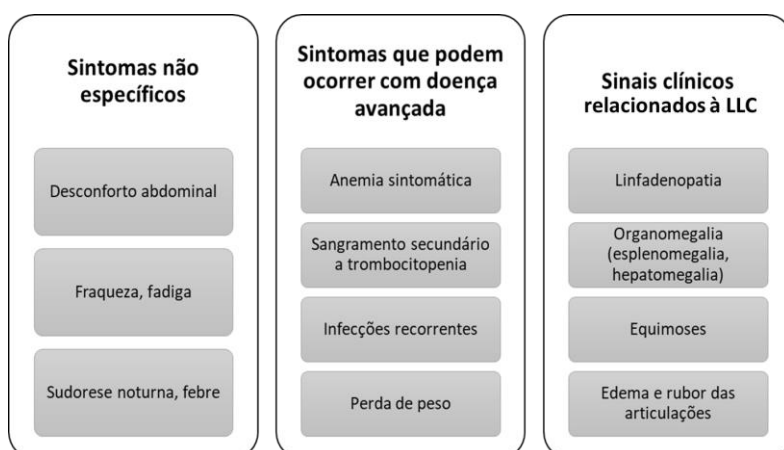 Sintomas não
específicos
Desconforto abdominal
Fraqueza, fadiga
Sudorese noturna, febre
Sintomas que podem
ocorrer com doença
avançada
Anemia sintomática
Sangramento secundário
a trombocitopenia
Infecções recorrentes
Perda de peso
Sinais clínicos
relacionados à LLC
Linfadenopatia
Organomegalia
(esplenomegalia,
hepatomegalia)
Equimoses
Edema e rubor das
articulações